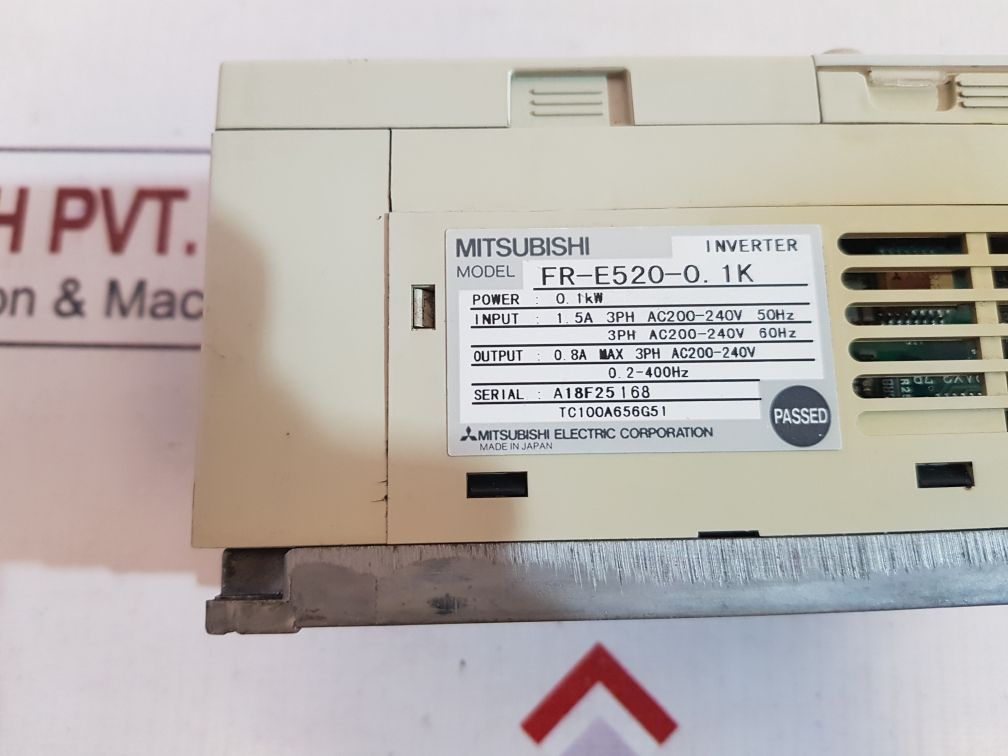 H PVT.
on & Mac
MITSUBISHI INVERTER
MODEL FR-E520-0.1K
POWER : 0.1kW
INPUT : 1.5A 3PH AC200-240V 50Hz
3PH AC200-240V 60Hz
OUTPUT : 0.8A MAX 3PH AC200-240V
0.2-400Hz
SERIAL : A18F25168
TC100A656G51
PASSED
MITSUBISHI ELECTRIC CORPORATION
MADE IN JAPAN